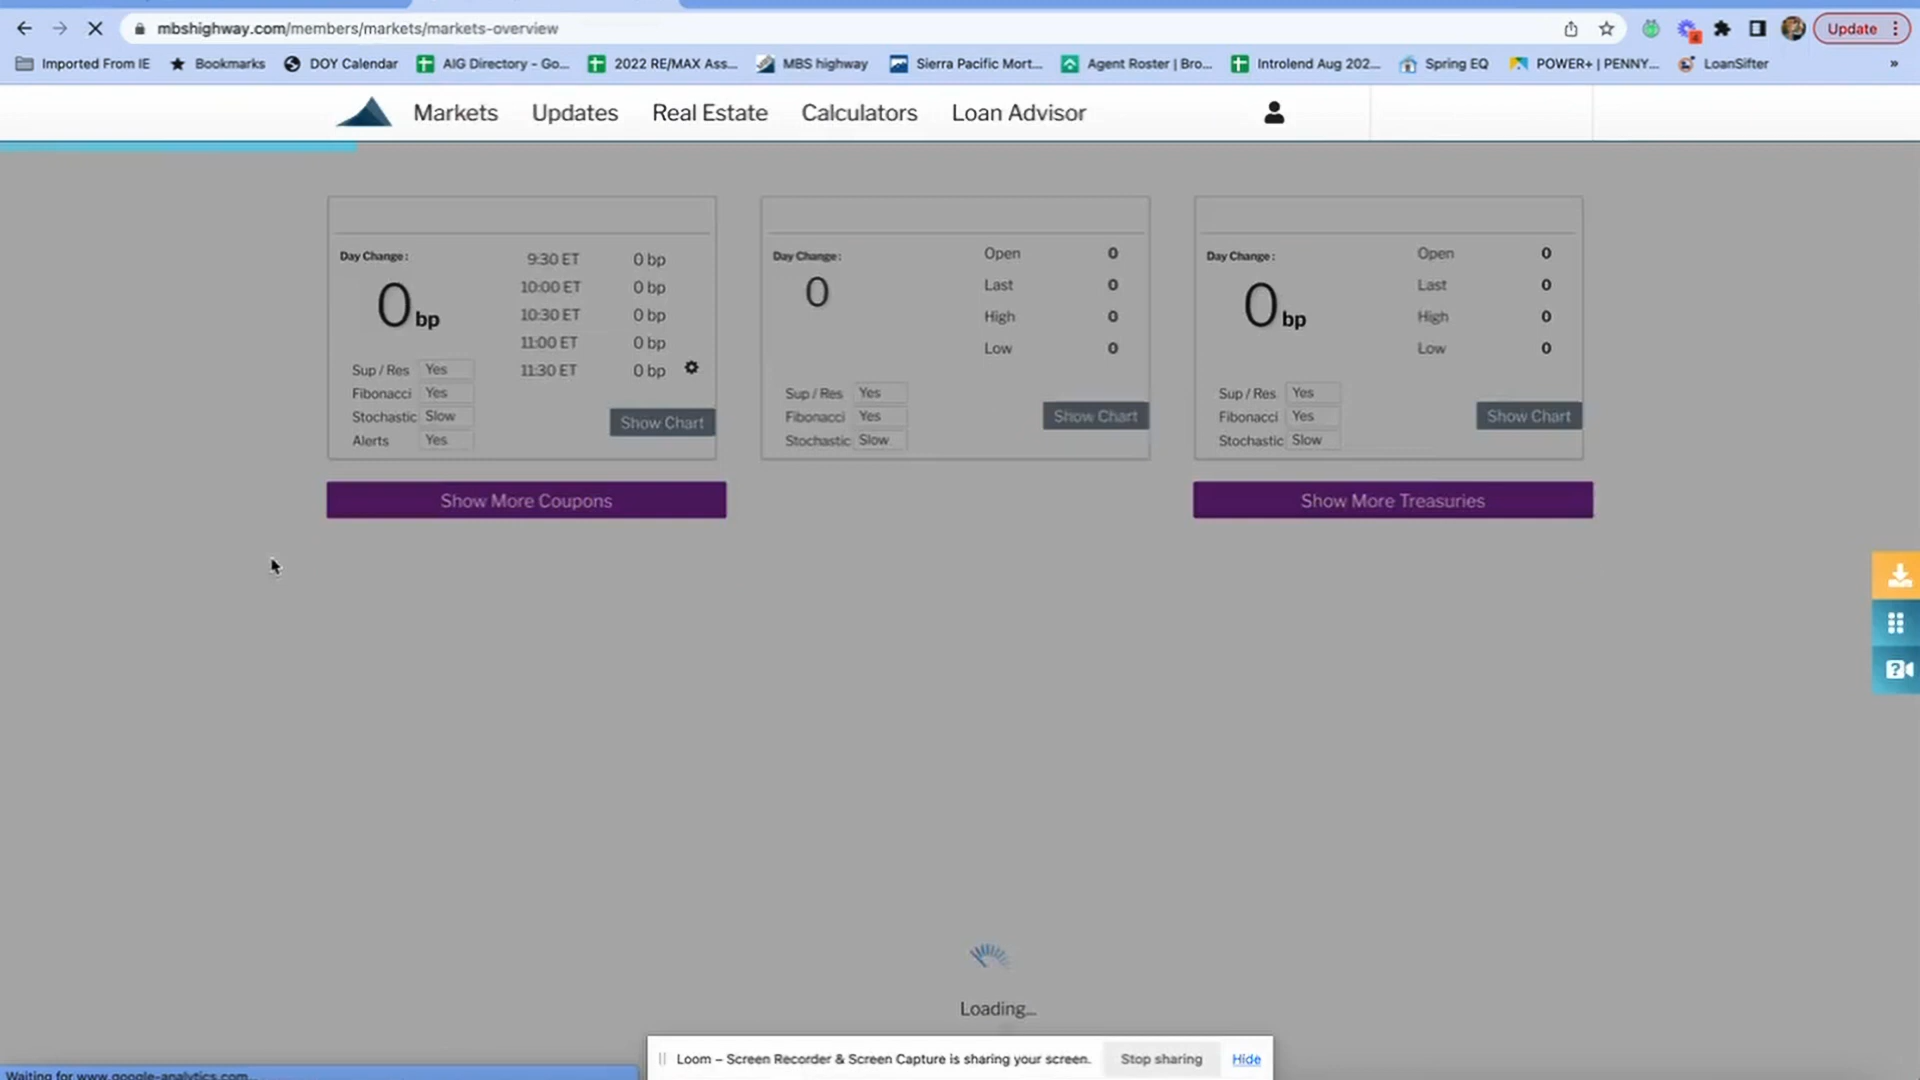 mbshighway.com/members/markets/markets-overview
Update
Imported From IE
Bookmarks
DOY Calendar
AIG Directory - Go...
2022 RE/MAX Ass...
MBS highway
Sierra Pacific Mort...
Agent Roster | Bro...
Introlend Aug 202...
Spring EQ
POWER+ | PENNY...
LoanSifter
»
Markets
Updates
Real Estate
Calculators
Loan Advisor
Day Change :
0 bp
9:30 ET 0 bp
10:00 ET 0 bp
10:30 ET 0 bp
11:00 ET 0 bp
11:30 ET 0 bp
Sup / Res Yes
Fibonacci Yes
Stochastic Slow
Alerts Yes
Show Chart
Day Change :
0
Open 0
Last 0
High 0
Low 0
Sup / Res Yes
Fibonacci Yes
Stochastic Slow
Show Chart
Day Change :
0 bp
Open 0
Last 0
High 0
Low 0
Sup / Res Yes
Fibonacci Yes
Stochastic Slow
Show Chart
Show More Coupons
Show More Treasuries
Loading...
Loom – Screen Recorder & Screen Capture is sharing your screen.
Stop sharing
Hide
Waiting for www.google-analytics.com...